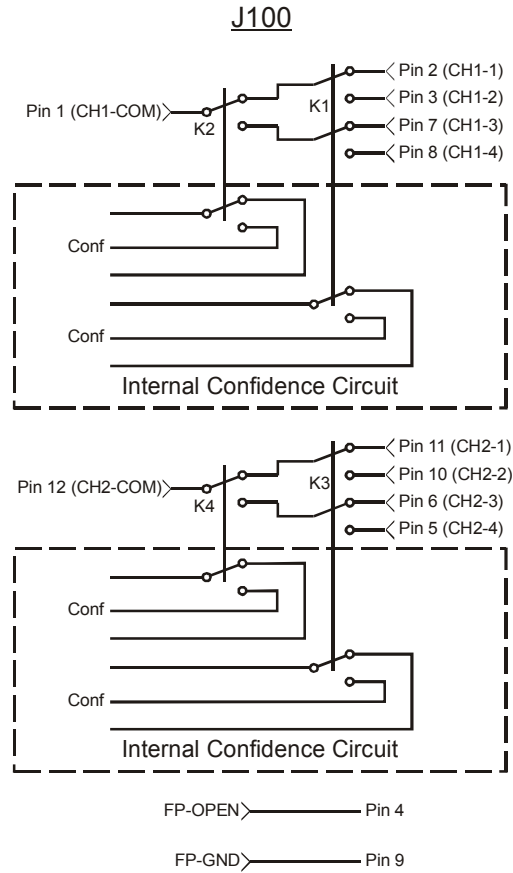 J100
Pin 2 (CH1-1)
Pin 1 (CH1-COM)
K2
K1
Pin 3 (CH1-2)
Pin 7 (CH1-3)
Pin 8 (CH1-4)
Conf
Conf
Internal Confidence Circuit
Pin 11 (CH2-1)
Pin 12 (CH2-COM)
K4
K3
Pin 10 (CH2-2)
Pin 6 (CH2-3)
Pin 5 (CH2-4)
Conf
Conf
Internal Confidence Circuit
FP-OPEN Pin 4
FP-GND Pin 9